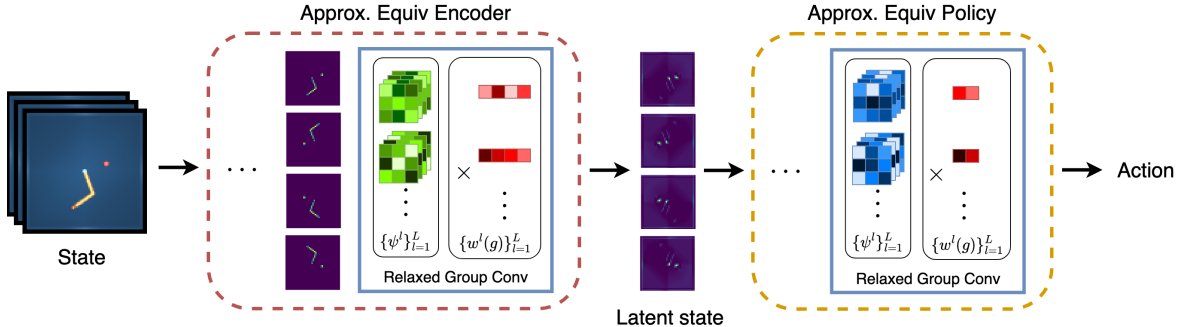 Approx. Equiv Encoder
Approx. Equiv Policy
State
...
×
{ψ^l}_{l=1}^L
{w^l(g)}_{l=1}^L
Relaxed Group Conv
Latent state
...
×
{ψ^l}_{l=1}^L
{w^l(g)}_{l=1}^L
Relaxed Group Conv
Action